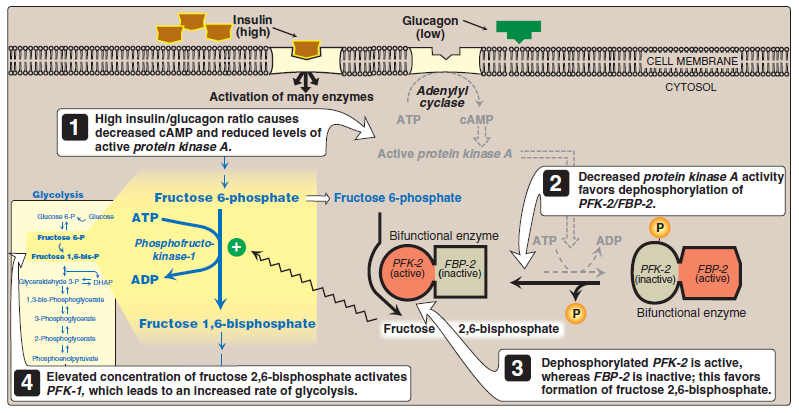 Insulin
(high)
Glucagon
(low)
CELL MEMBRANE
CYTOSOL
Activation of many enzymes
Adenylyl
cyclase
ATP
cAMP
Active protein kinase A
1
High insulin/glucagon ratio causes
decreased cAMP and reduced levels of
active protein kinase A.
2
Decreased protein kinase A activity
favors dephosphorylation of
PFK-2/FBP-2.
Glycolysis
Glucose 6-P
Glucose
Fructose 6-P
Fructose 1,6-bis-P
Glyceraldehyde 3-P
DHAP
1,3-bis-Phosphoglycerate
3-Phosphoglycerate
2-Phosphoglycerate
Phosphoenolpyruvate
Fructose 6-phosphate
Fructose 6-phosphate
ATP
Phosphofructo-
kinase-1
+
ADP
Fructose 1,6-bisphosphate
Bifunctional enzyme
PFK-2
(active)
FBP-2
(inactive)
ATP
ADP
P
P
PFK-2
(inactive)
FBP-2
(active)
Bifunctional enzyme
Fructose 2,6-bisphosphate
3
Dephosphorylated PFK-2 is active,
whereas FBP-2 is inactive; this favors
formation of fructose 2,6-bisphosphate.
4
Elevated concentration of fructose 2,6-bisphosphate activates
PFK-1, which leads to an increased rate of glycolysis.